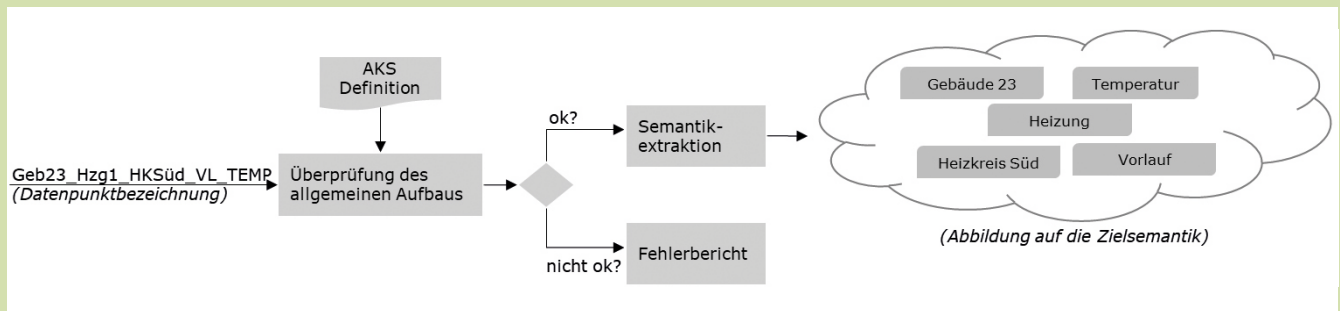 AKS
Definition
Geb23_Hzg1_HKSüd_VL_TEMP
(Datenpunktbezeichnung)
Überprüfung des
allgemeinen Aufbaus
ok?
nicht ok?
Semantik-
extraktion
Fehlerbericht
Gebäude 23
Temperatur
Heizung
Heizkreis Süd
Vorlauf
(Abbildung auf die Zielsemantik)